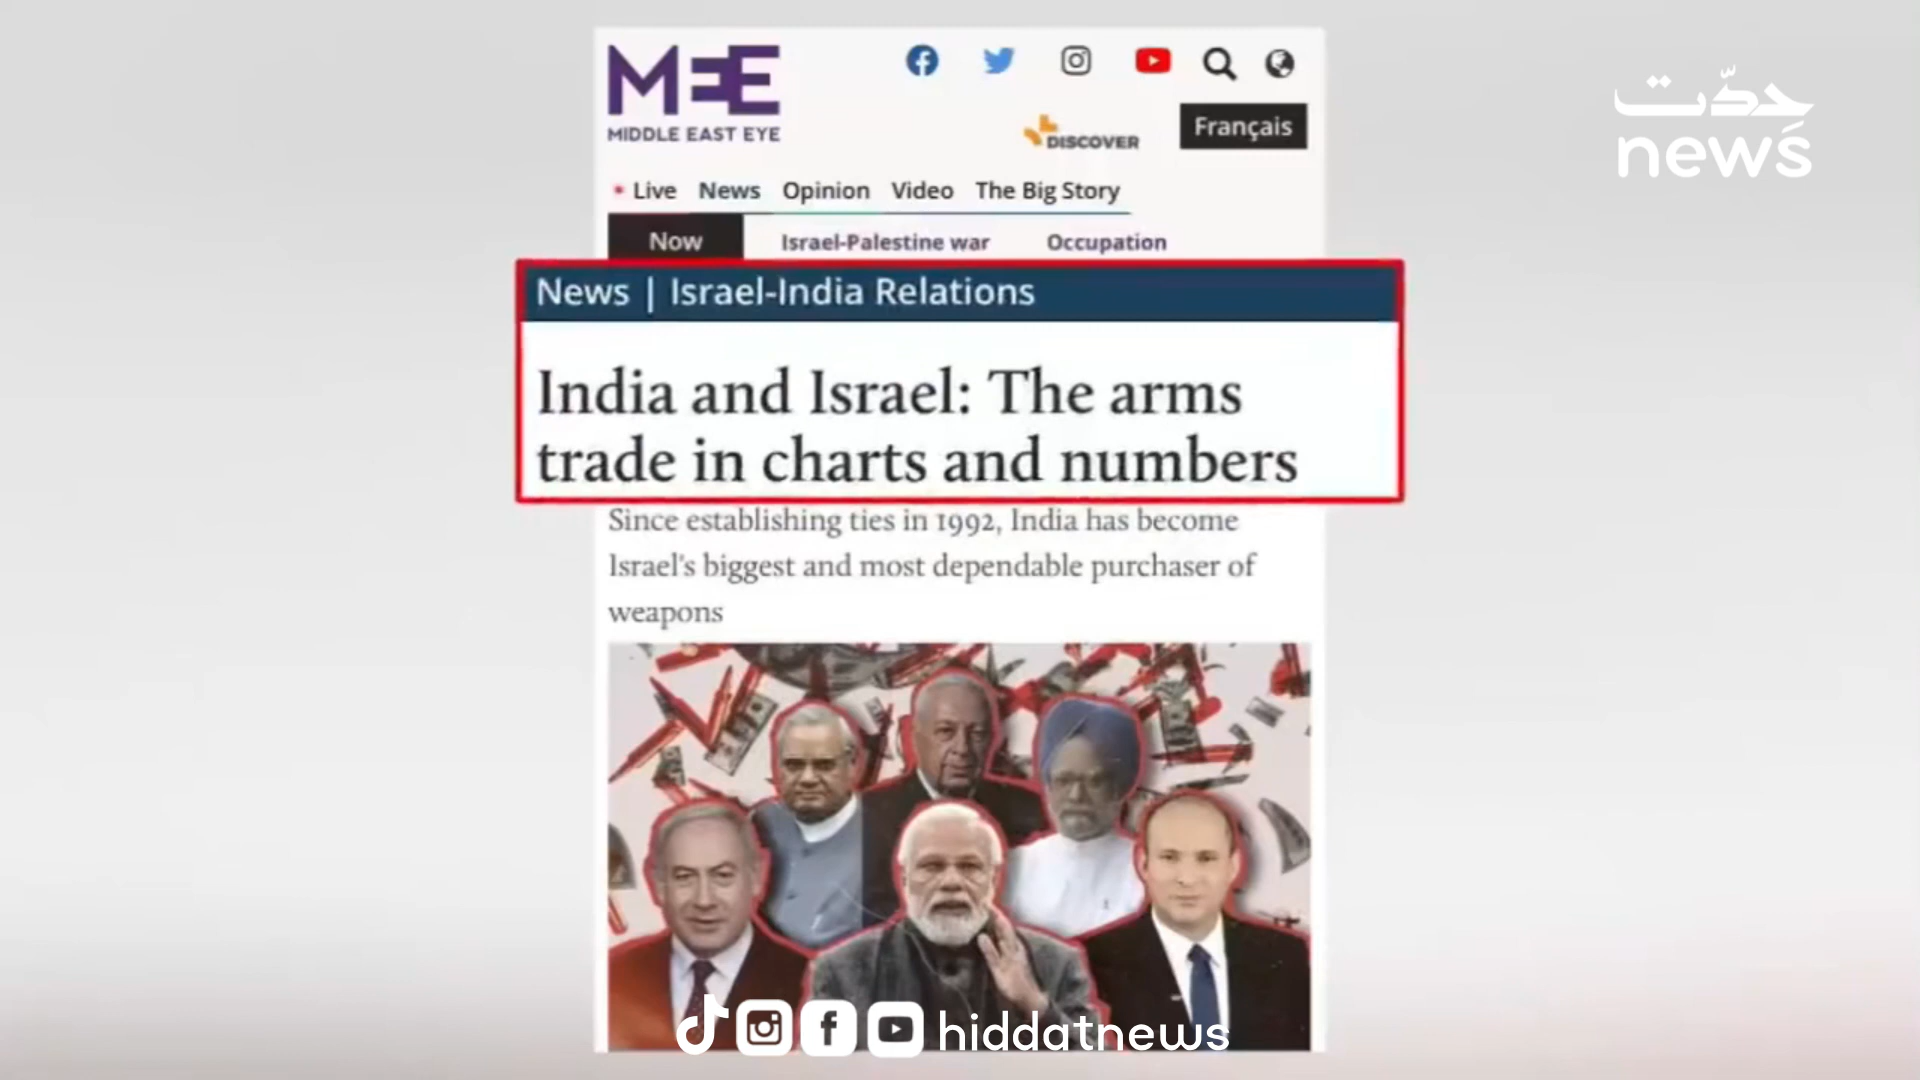 MEE
MIDDLE EAST EYE
DISCOVER
Français
حدّث
news
Live News Opinion Video The Big Story
Now Israel-Palestine war Occupation
News | Israel-India Relations
India and Israel: The arms
trade in charts and numbers
Since establishing ties in 1992, India has become
Israel's biggest and most dependable purchaser of
weapons
hiddatnews